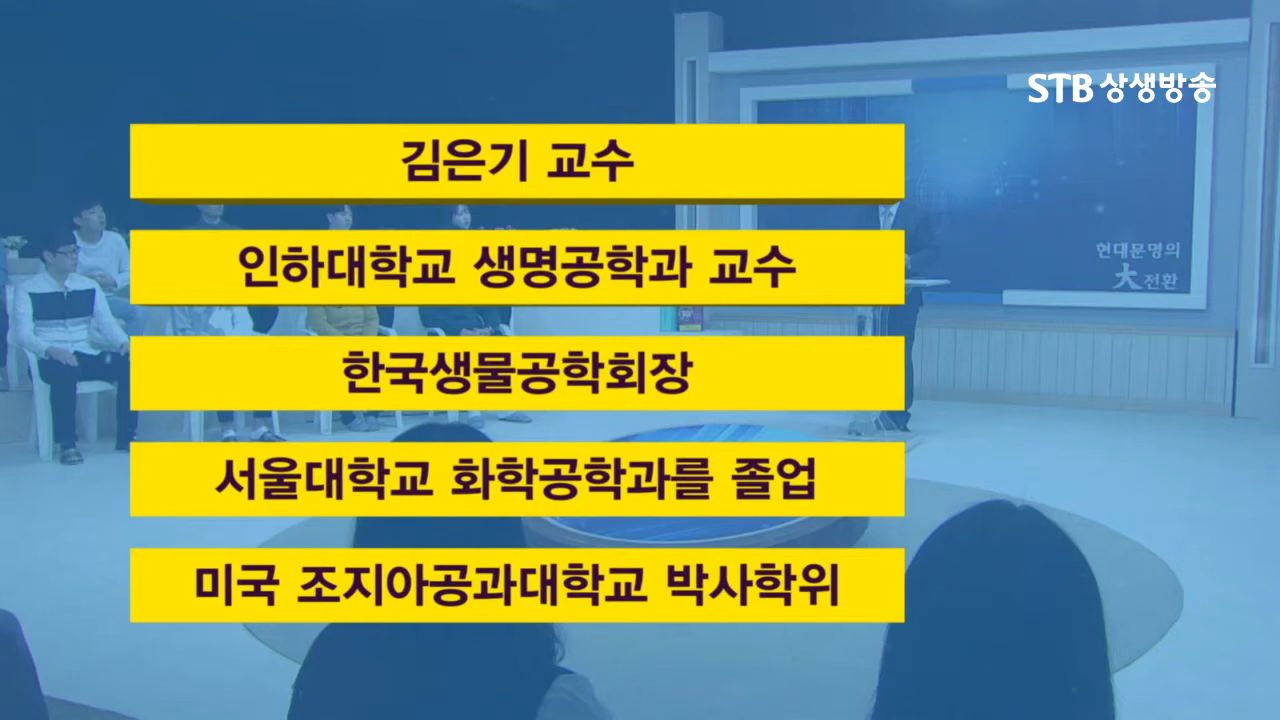 STB 상생방송
김은기 교수
인하대학교 생명공학과 교수
한국생물공학회장
서울대학교 화학공학과를 졸업
미국 조지아공과대학교 박사학위
현대문명의
大전환